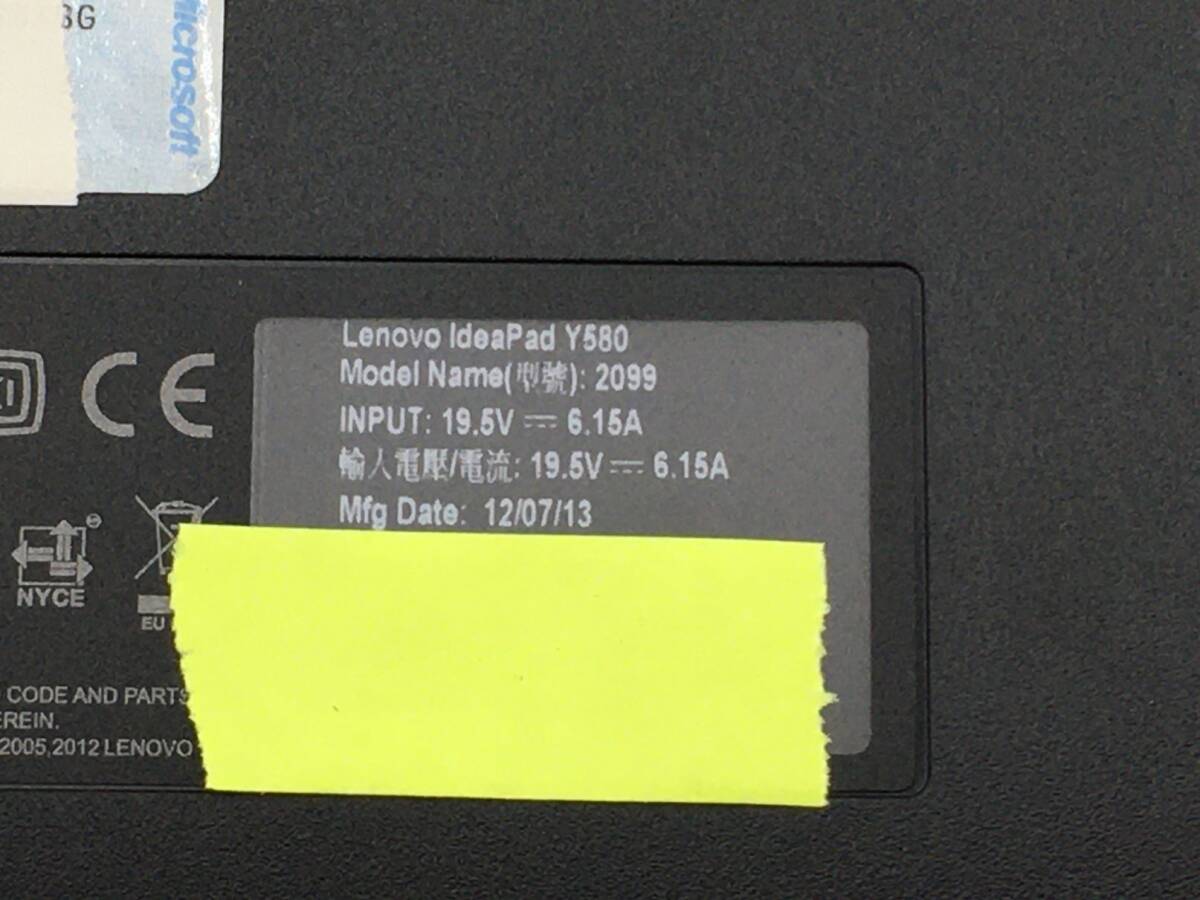 3G
Microsoft
Lenovo IdeaPad Y580
Model Name(型號): 2099
INPUT: 19.5V ⎓ 6.15A
輸入電壓/電流: 19.5V ⎓ 6.15A
Mfg Date: 12/07/13
CE
NYCE
EU
CODE AND PARTS
EREIN.
2005,2012 LENOVO